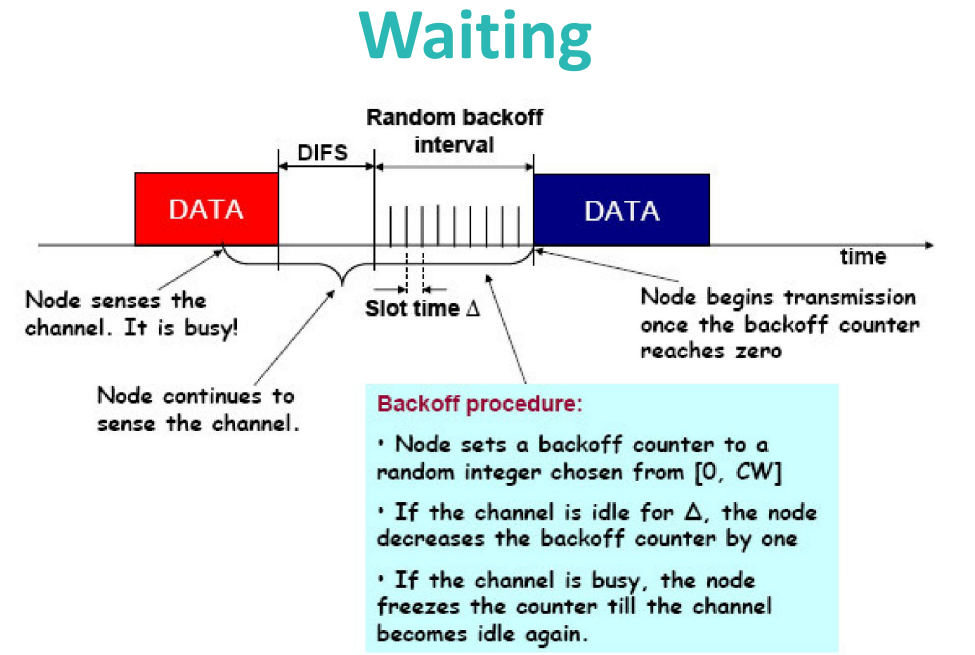 Waiting
Random backoff
interval
DIFS
DATA
DATA
time
Node senses the
channel. It is busy!
Slot time Δ
Node begins transmission
once the backoff counter
reaches zero
Node continues to
sense the channel.
Backoff procedure:
• Node sets a backoff counter to a
random integer chosen from [0, CW]
• If the channel is idle for Δ, the node
decreases the backoff counter by one
• If the channel is busy, the node
freezes the counter till the channel
becomes idle again.